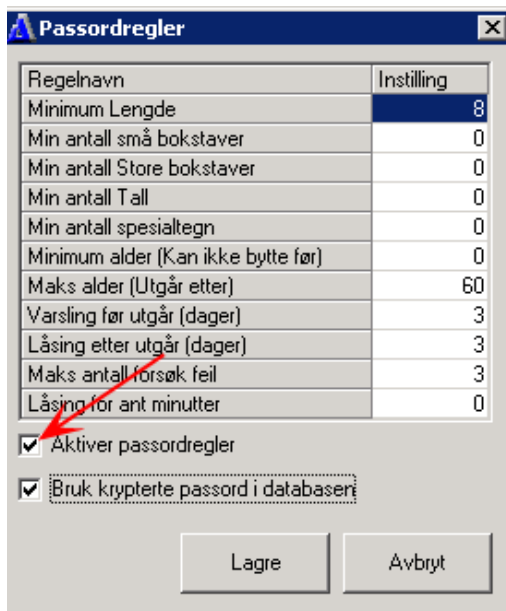 Passordregler
Regelnavn Instilling
Minimum Lengde 8
Min antall små bokstaver 0
Min antall Store bokstaver 0
Min antall Tall 0
Min antall spesialtegn 0
Minimum alder (Kan ikke bytte før) 0
Maks alder (Utgår etter) 60
Varsling før utgår (dager) 3
Låsing etter utgår (dager) 3
Maks antall forsøk feil 3
Låsing for ant minutter 0
Aktiver passordregler
Bruk krypterte passord i databasen
Lagre Avbryt